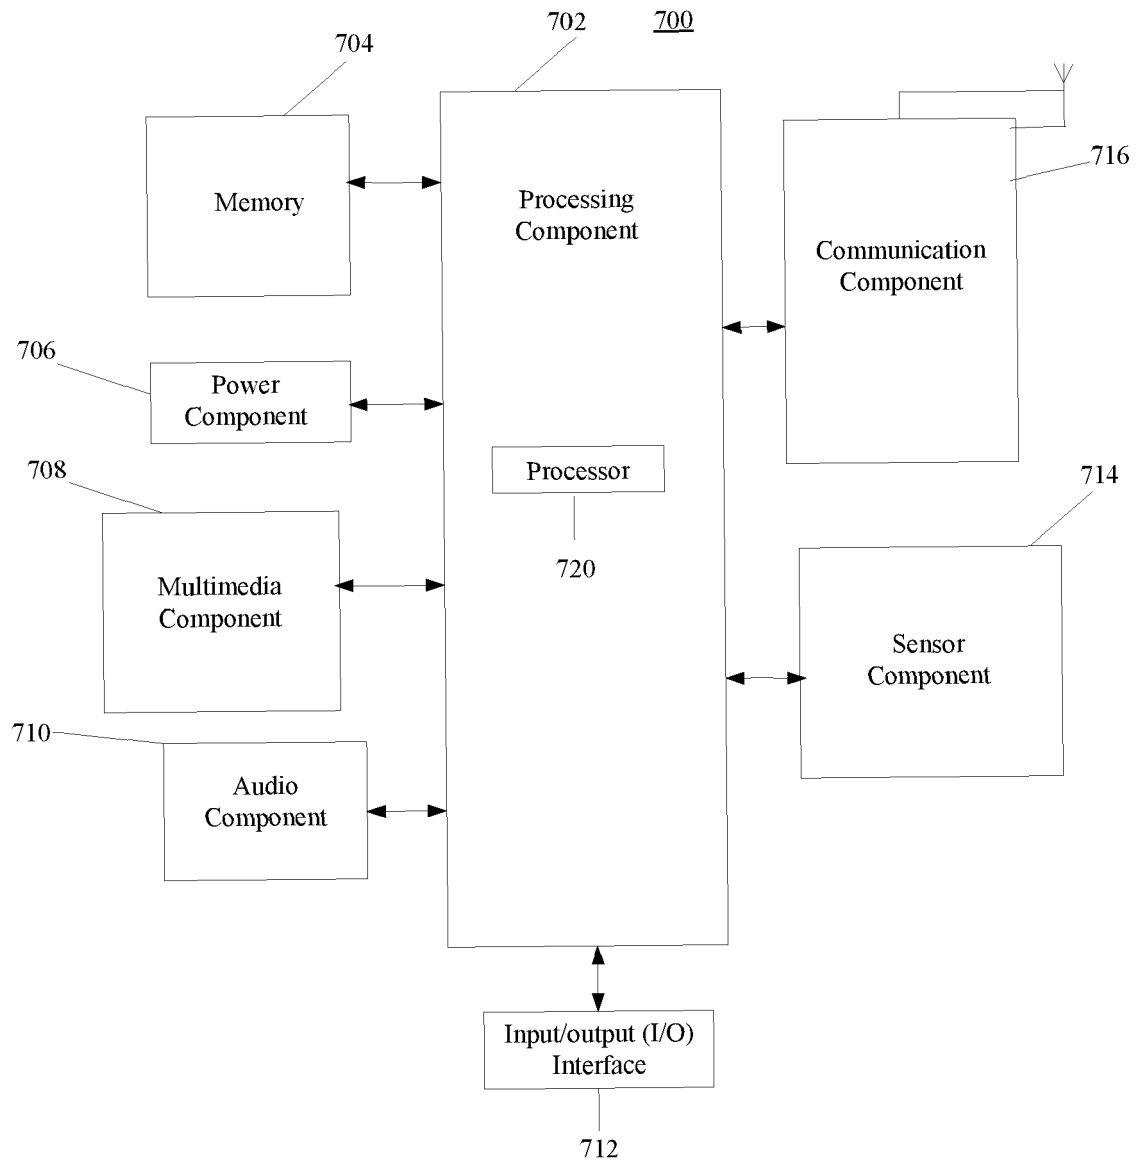 702
700
704
716
Memory
Processing
Component
Communication
Component
706
Power
Component
708
Processor
714
720
Multimedia
Component
Sensor
Component
710
Audio
Component
Input/output (I/O)
Interface
712